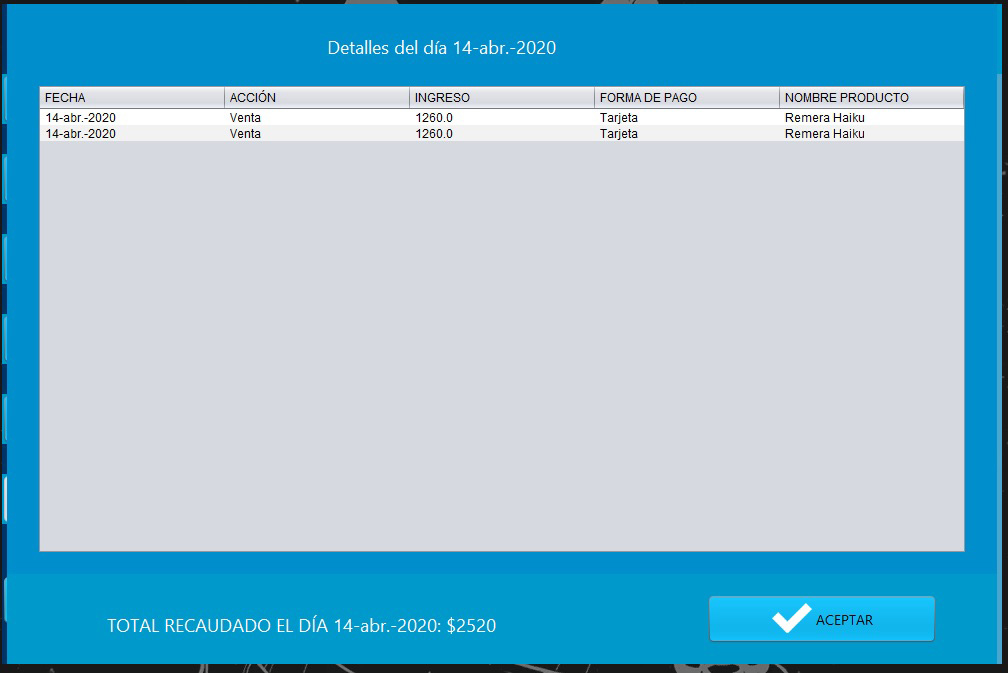 Detalles del día 14-abr.-2020
FECHA ACCIÓN INGRESO FORMA DE PAGO NOMBRE PRODUCTO
14-abr.-2020 Venta 1260.0 Tarjeta Remera Haiku
14-abr.-2020 Venta 1260.0 Tarjeta Remera Haiku
TOTAL RECAUDADO EL DÍA 14-abr.-2020: $2520
ACEPTAR